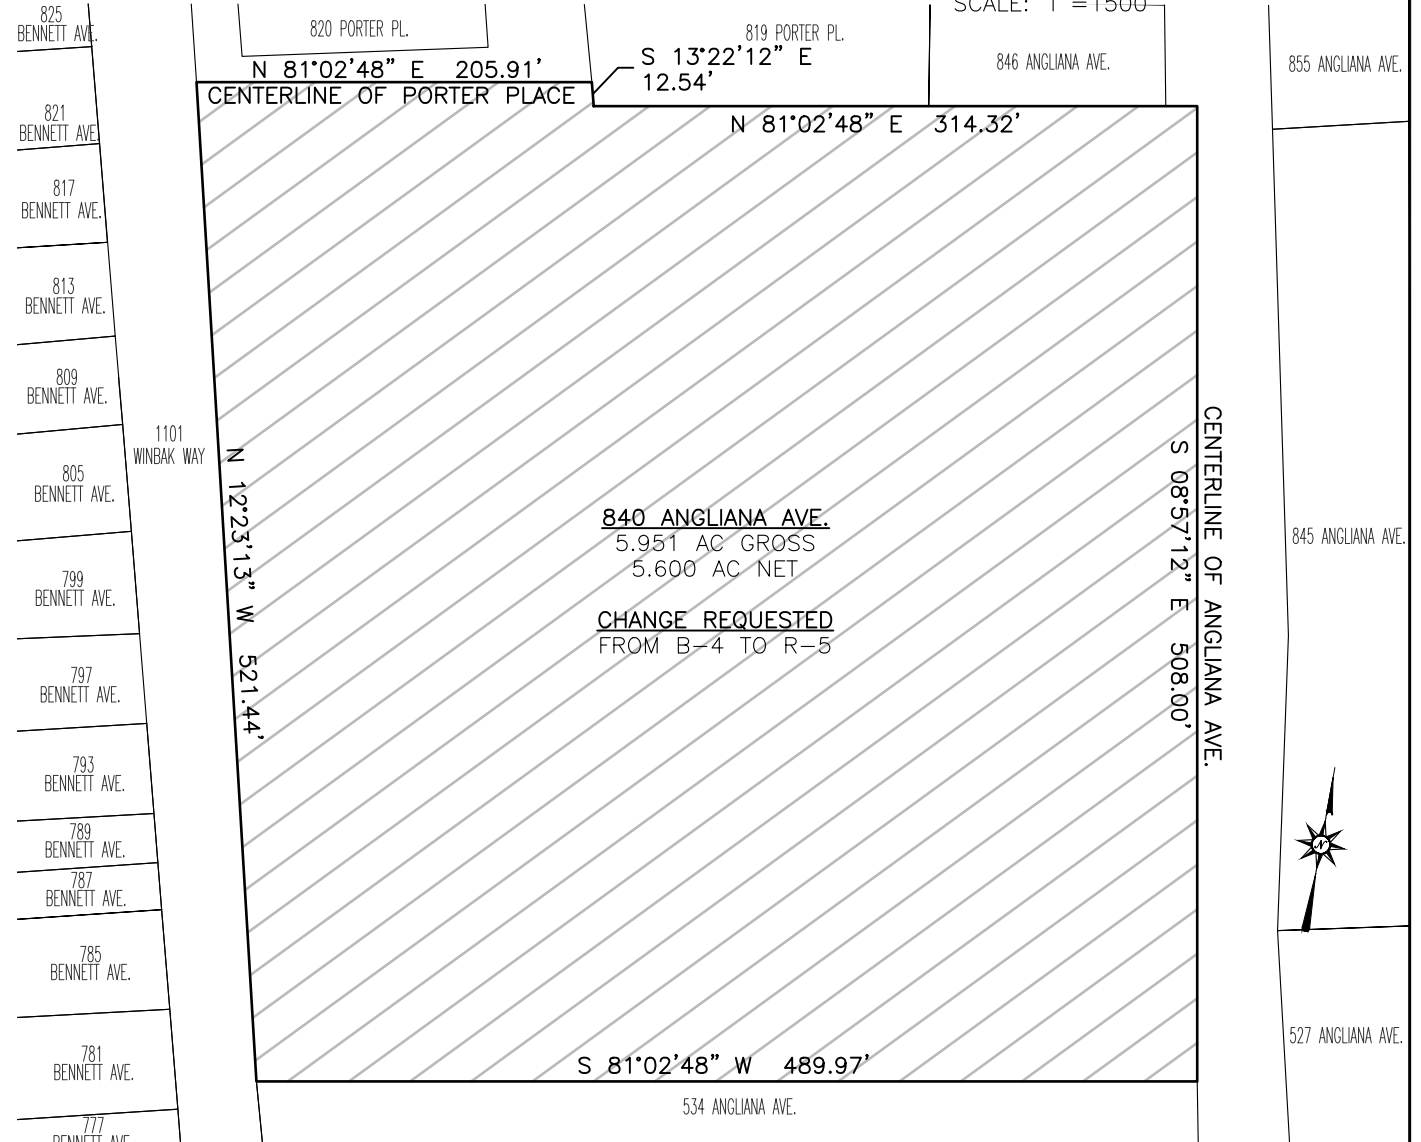 SCALE: 1"=1500'
825
BENNETT AVE.
820 PORTER PL.
819 PORTER PL.
846 ANGLIANA AVE.
855 ANGLIANA AVE.
N 81°02'48" E 205.91'
CENTERLINE OF PORTER PLACE
S 13°22'12" E
12.54'
N 81°02'48" E 314.32'
821
BENNETT AVE.
817
BENNETT AVE.
813
BENNETT AVE.
809
BENNETT AVE.
1101
WINBAK WAY
805
BENNETT AVE.
799
BENNETT AVE.
797
BENNETT AVE.
793
BENNETT AVE.
789
BENNETT AVE.
787
BENNETT AVE.
785
BENNETT AVE.
781
BENNETT AVE.
777
BENNETT AVE.
N 12°23'13" W 521.44'
840 ANGLIANA AVE.
5.951 AC GROSS
5.600 AC NET
CHANGE REQUESTED
FROM B-4 TO R-5
S 08°57'12" E 508.00'
CENTERLINE OF ANGLIANA AVE.
845 ANGLIANA AVE.
N
527 ANGLIANA AVE.
S 81°02'48" W 489.97'
534 ANGLIANA AVE.